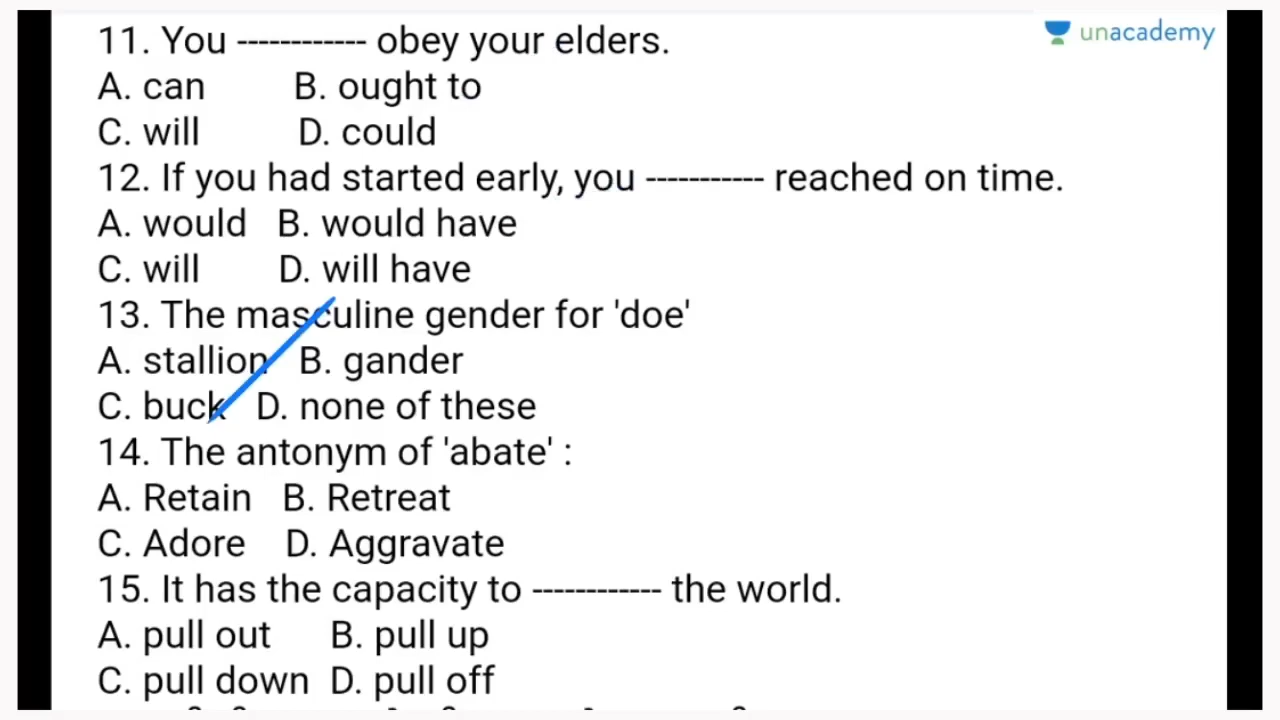 unacademy
11. You ------------ obey your elders.
A. can B. ought to
C. will D. could
12. If you had started early, you ----------- reached on time.
A. would B. would have
C. will D. will have
13. The masculine gender for 'doe'
A. stallion B. gander
C. buck D. none of these
14. The antonym of 'abate' :
A. Retain B. Retreat
C. Adore D. Aggravate
15. It has the capacity to ------------ the world.
A. pull out B. pull up
C. pull down D. pull off